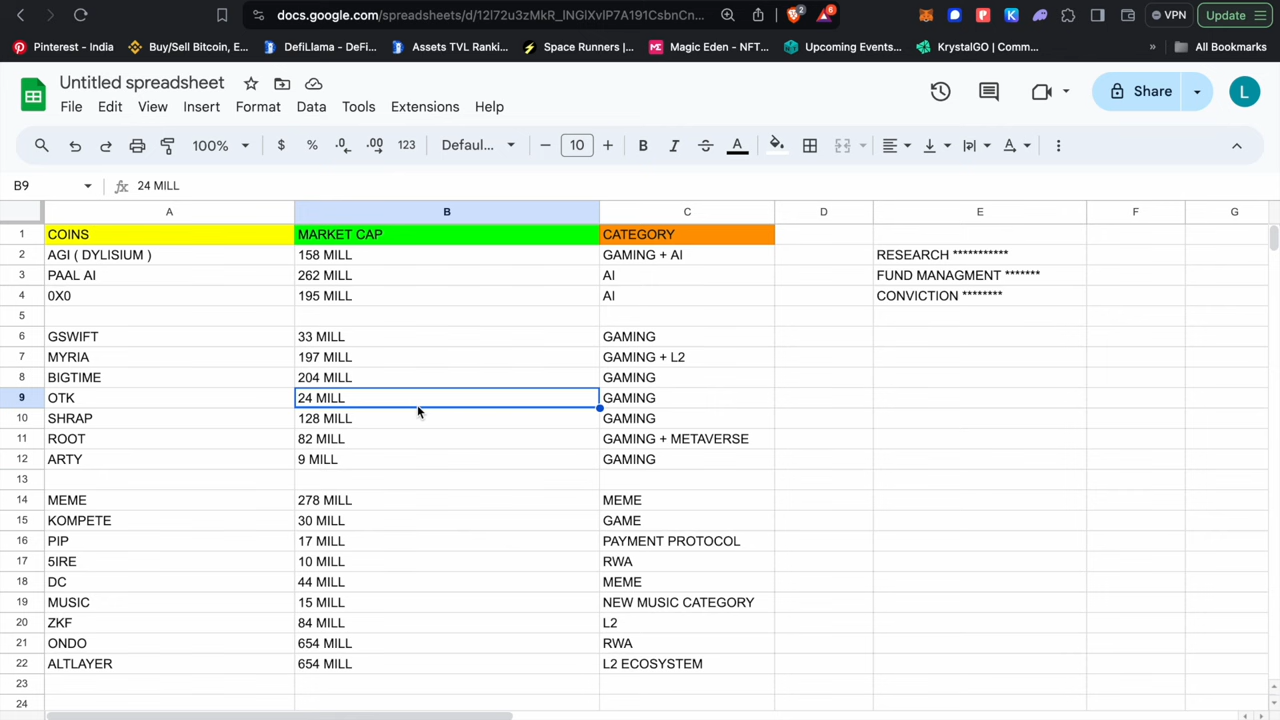 docs.google.com/spreadsheets/d/12I72u3zMkR_INGlXvlP7A191CsbnCn...
2
6
VPN
Update
Pinterest - India
Buy/Sell Bitcoin, E...
DefiLlama - DeFi...
Assets TVL Ranki...
Space Runners |...
Magic Eden - NFT...
Upcoming Events...
KrystalGO | Comm...
»
All Bookmarks
Untitled spreadsheet
Share
L
File Edit View Insert Format Data Tools Extensions Help
100% $ % .0 .00 123 Defaul... − 10 + B I S A
B9 fx 24 MILL
A B C D E F G
1 COINS MARKET CAP CATEGORY
2 AGI ( DYLISIUM ) 158 MILL GAMING + AI RESEARCH ***********
3 PAAL AI 262 MILL AI FUND MANAGMENT *******
4 0X0 195 MILL AI CONVICTION ********
5
6 GSWIFT 33 MILL GAMING
7 MYRIA 197 MILL GAMING + L2
8 BIGTIME 204 MILL GAMING
9 OTK 24 MILL GAMING
10 SHRAP 128 MILL GAMING
11 ROOT 82 MILL GAMING + METAVERSE
12 ARTY 9 MILL GAMING
13
14 MEME 278 MILL MEME
15 KOMPETE 30 MILL GAME
16 PIP 17 MILL PAYMENT PROTOCOL
17 5IRE 10 MILL RWA
18 DC 44 MILL MEME
19 MUSIC 15 MILL NEW MUSIC CATEGORY
20 ZKF 84 MILL L2
21 ONDO 654 MILL RWA
22 ALTLAYER 654 MILL L2 ECOSYSTEM
23
24